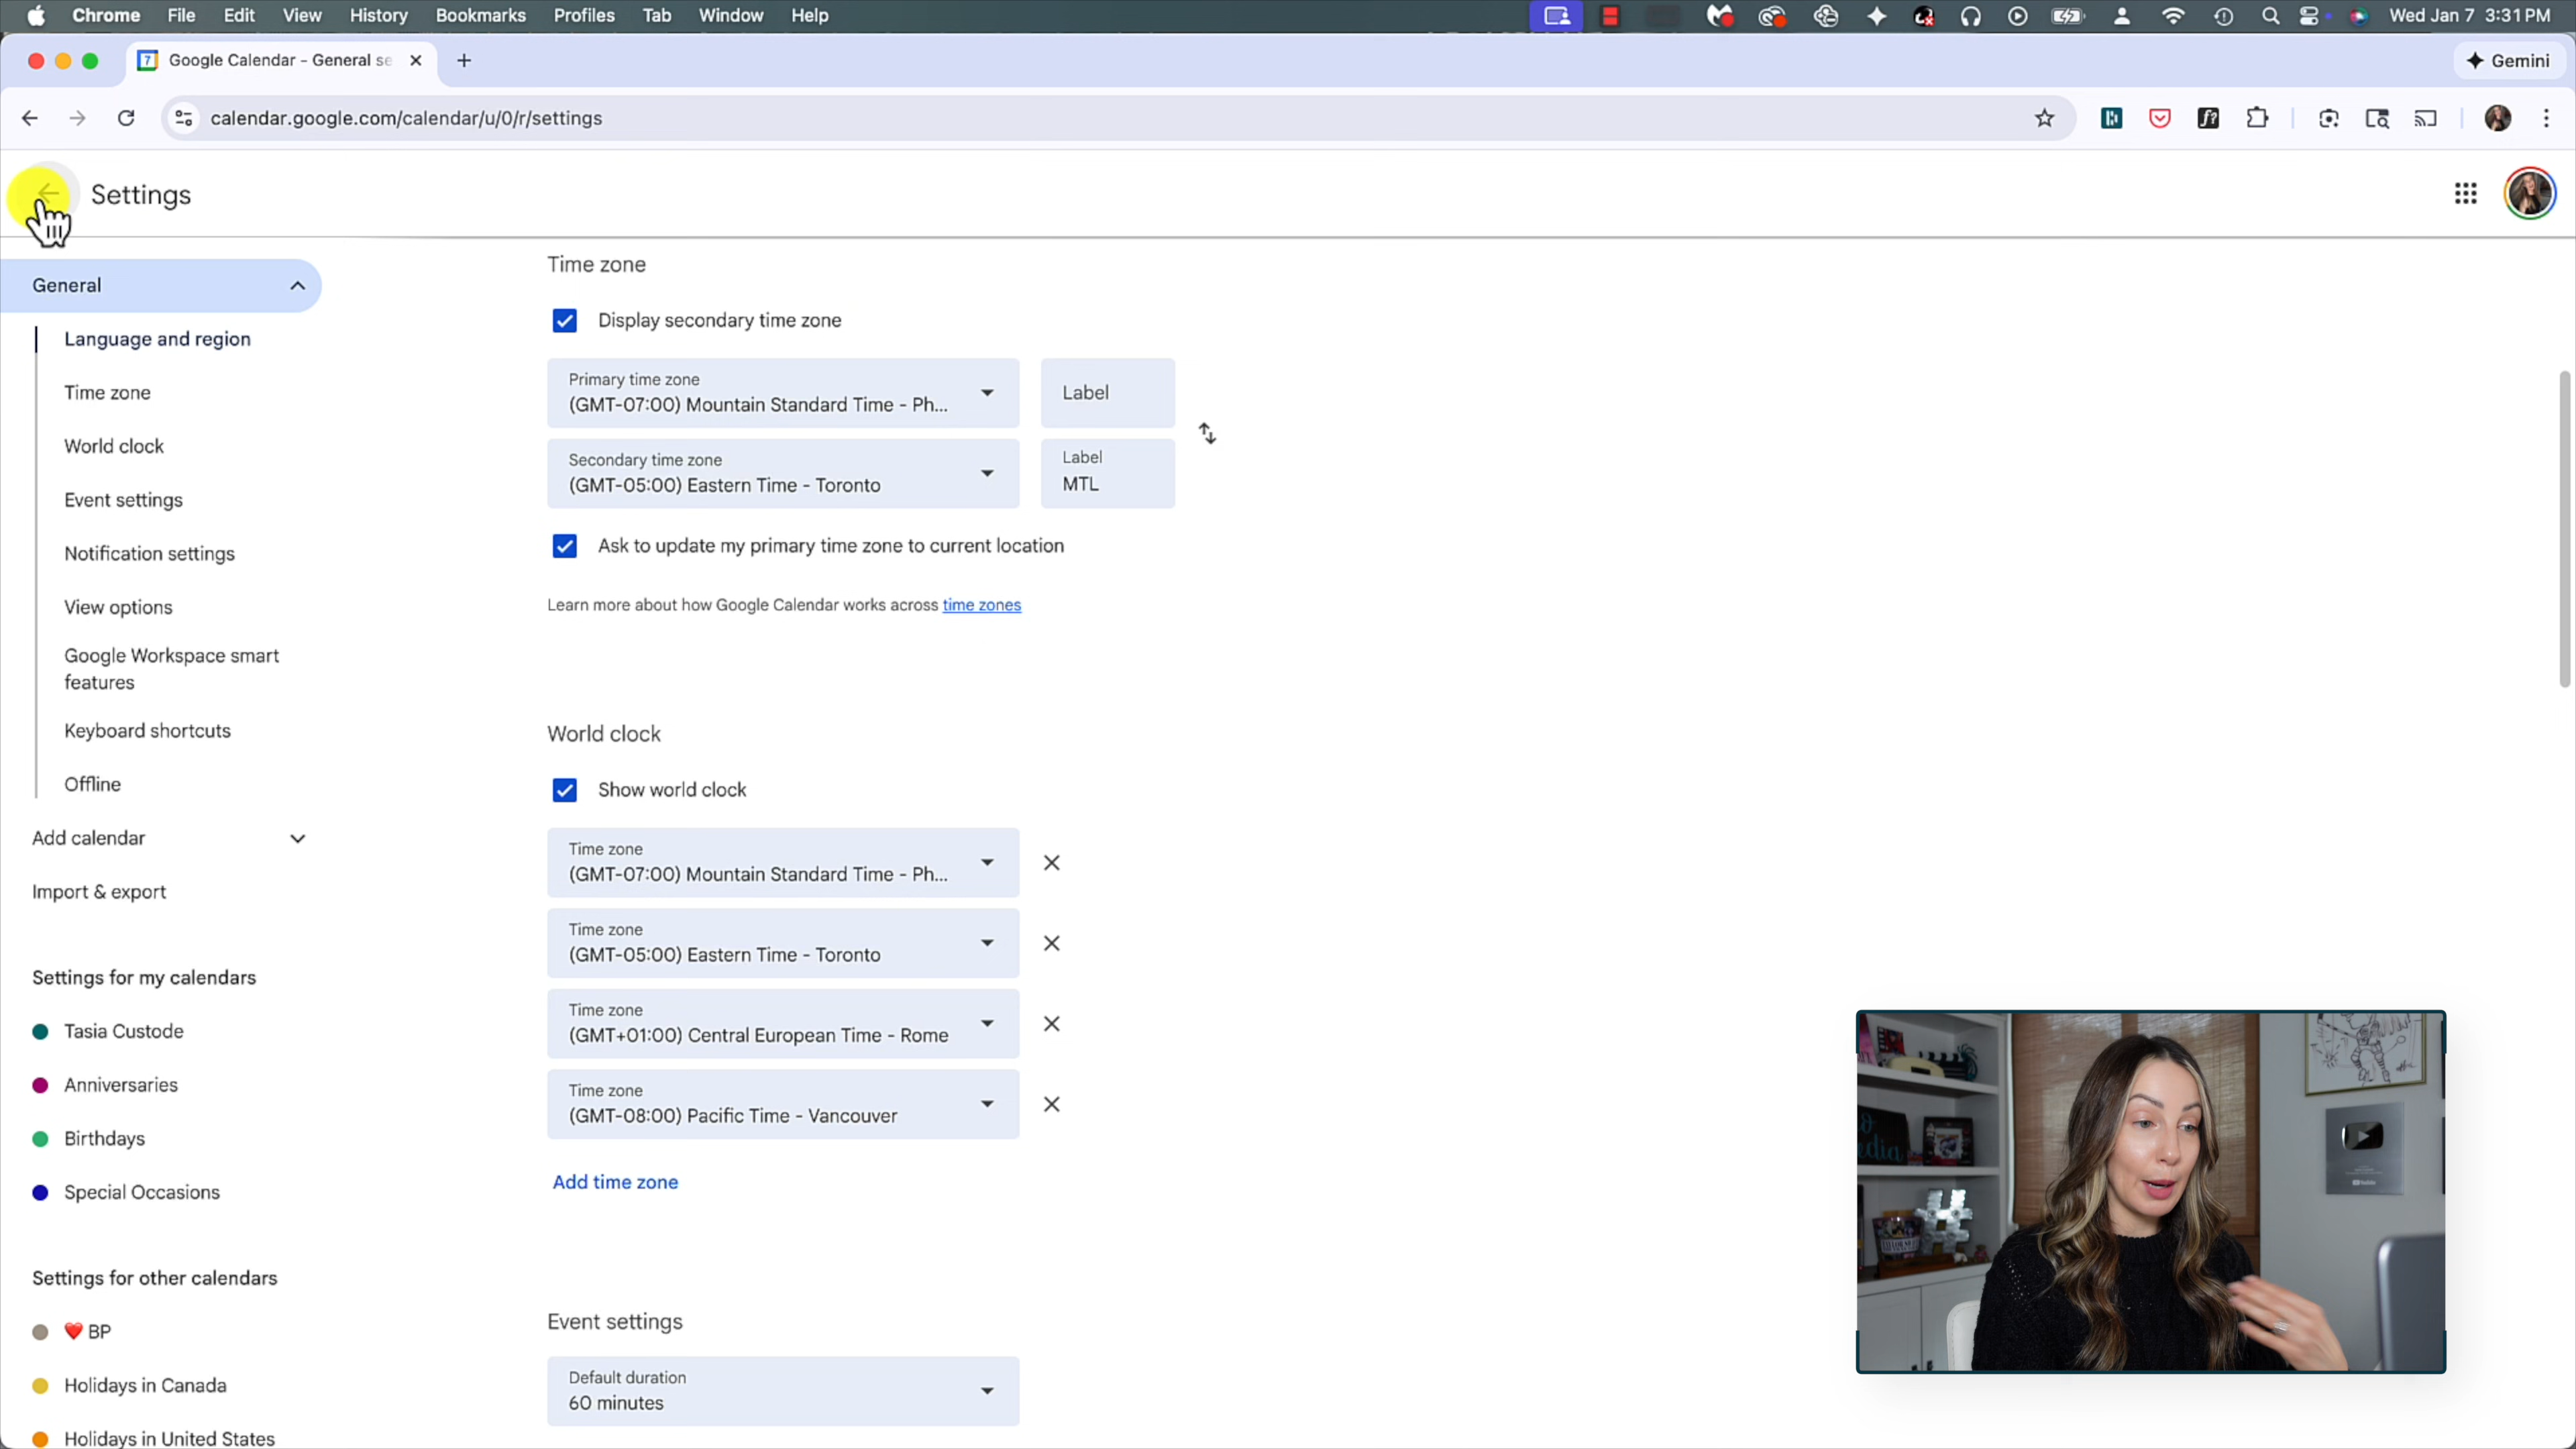 Chrome File Edit View History Bookmarks Profiles Tab Window Help Wed Jan 7 3:31 PM
Google Calendar - General se Gemini
calendar.google.com/calendar/u/0/r/settings
Settings
General
Language and region
Time zone
World clock
Event settings
Notification settings
View options
Google Workspace smart
features
Keyboard shortcuts
Offline
Add calendar
Import & export
Settings for my calendars
Tasia Custode
Anniversaries
Birthdays
Special Occasions
Settings for other calendars
❤️ BP
Holidays in Canada
Holidays in United States
Time zone
Display secondary time zone
Primary time zone
(GMT-07:00) Mountain Standard Time - Ph...
Label
Secondary time zone
(GMT-05:00) Eastern Time - Toronto
Label
MTL
Ask to update my primary time zone to current location
Learn more about how Google Calendar works across time zones
World clock
Show world clock
Time zone
(GMT-07:00) Mountain Standard Time - Ph...
Time zone
(GMT-05:00) Eastern Time - Toronto
Time zone
(GMT+01:00) Central European Time - Rome
Time zone
(GMT-08:00) Pacific Time - Vancouver
Add time zone
Event settings
Default duration
60 minutes